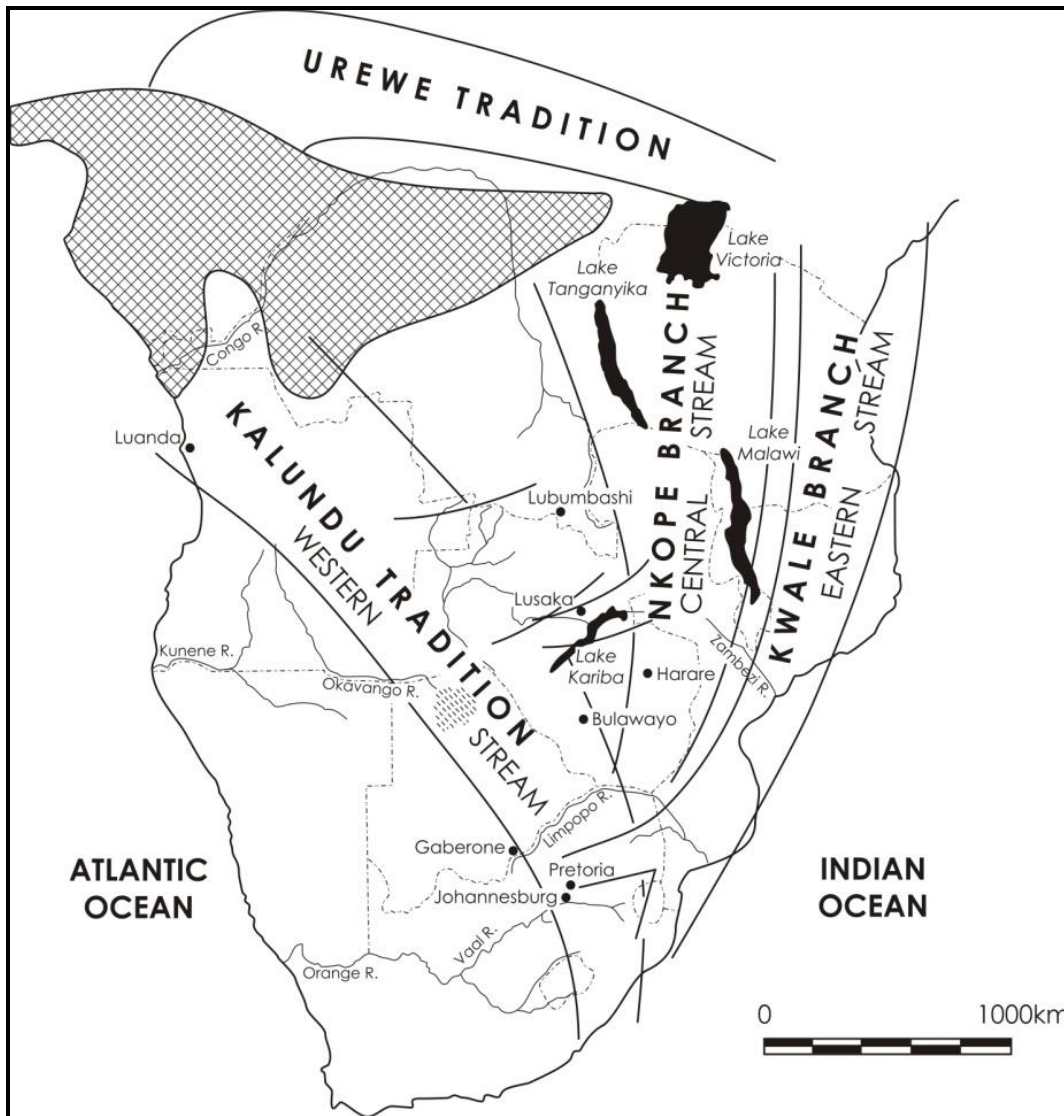 UREWE TRADITION
Lake
Victoria
Lake
Tanganyika
Congo R.
NKOPE BRANCH
CENTRAL STREAM
KWALE BRANCH
EASTERN STREAM
Luanda
KALUNDU TRADITION
WESTERN STREAM
Lake
Malawi
Lubumbashi
Lusaka
Lake
Kariba
Zambezi R.
Kunene R.
Okavango R.
Harare
Bulawayo
Limpopo R.
Gaberone
Pretoria
Johannesburg
ATLANTIC
OCEAN
INDIAN
OCEAN
Vaal R.
Orange R.
0 1000km